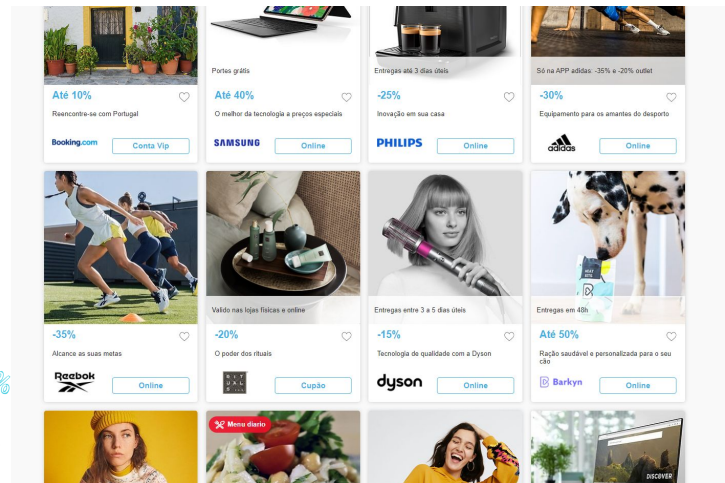 Portes grátis
Entregas até 3 dias úteis
Só na APP adidas: -35% e -20% outlet
Até 10%
Até 40%
-25%
-30%
Reencontre-se com Portugal
O melhor da tecnologia a preços especiais
Inovação em sua casa
Equipamento para os amantes do desporto
Booking.com
Conta Vip
SAMSUNG
Online
PHILIPS
Online
adidas
Online
Valido nas lojas físicas e online
Entregas entre 3 a 5 dias úteis
Entregas em 48h
-35%
-20%
-15%
Até 50%
Alcance as suas metas
O poder dos rituais
Tecnologia de qualidade com a Dyson
Ração saudável e personalizada para o seu
cão
Reebok
Online
RITUALS
Cupão
dyson
Online
Barkyn
Online
%
Menu diario
DISCOVER